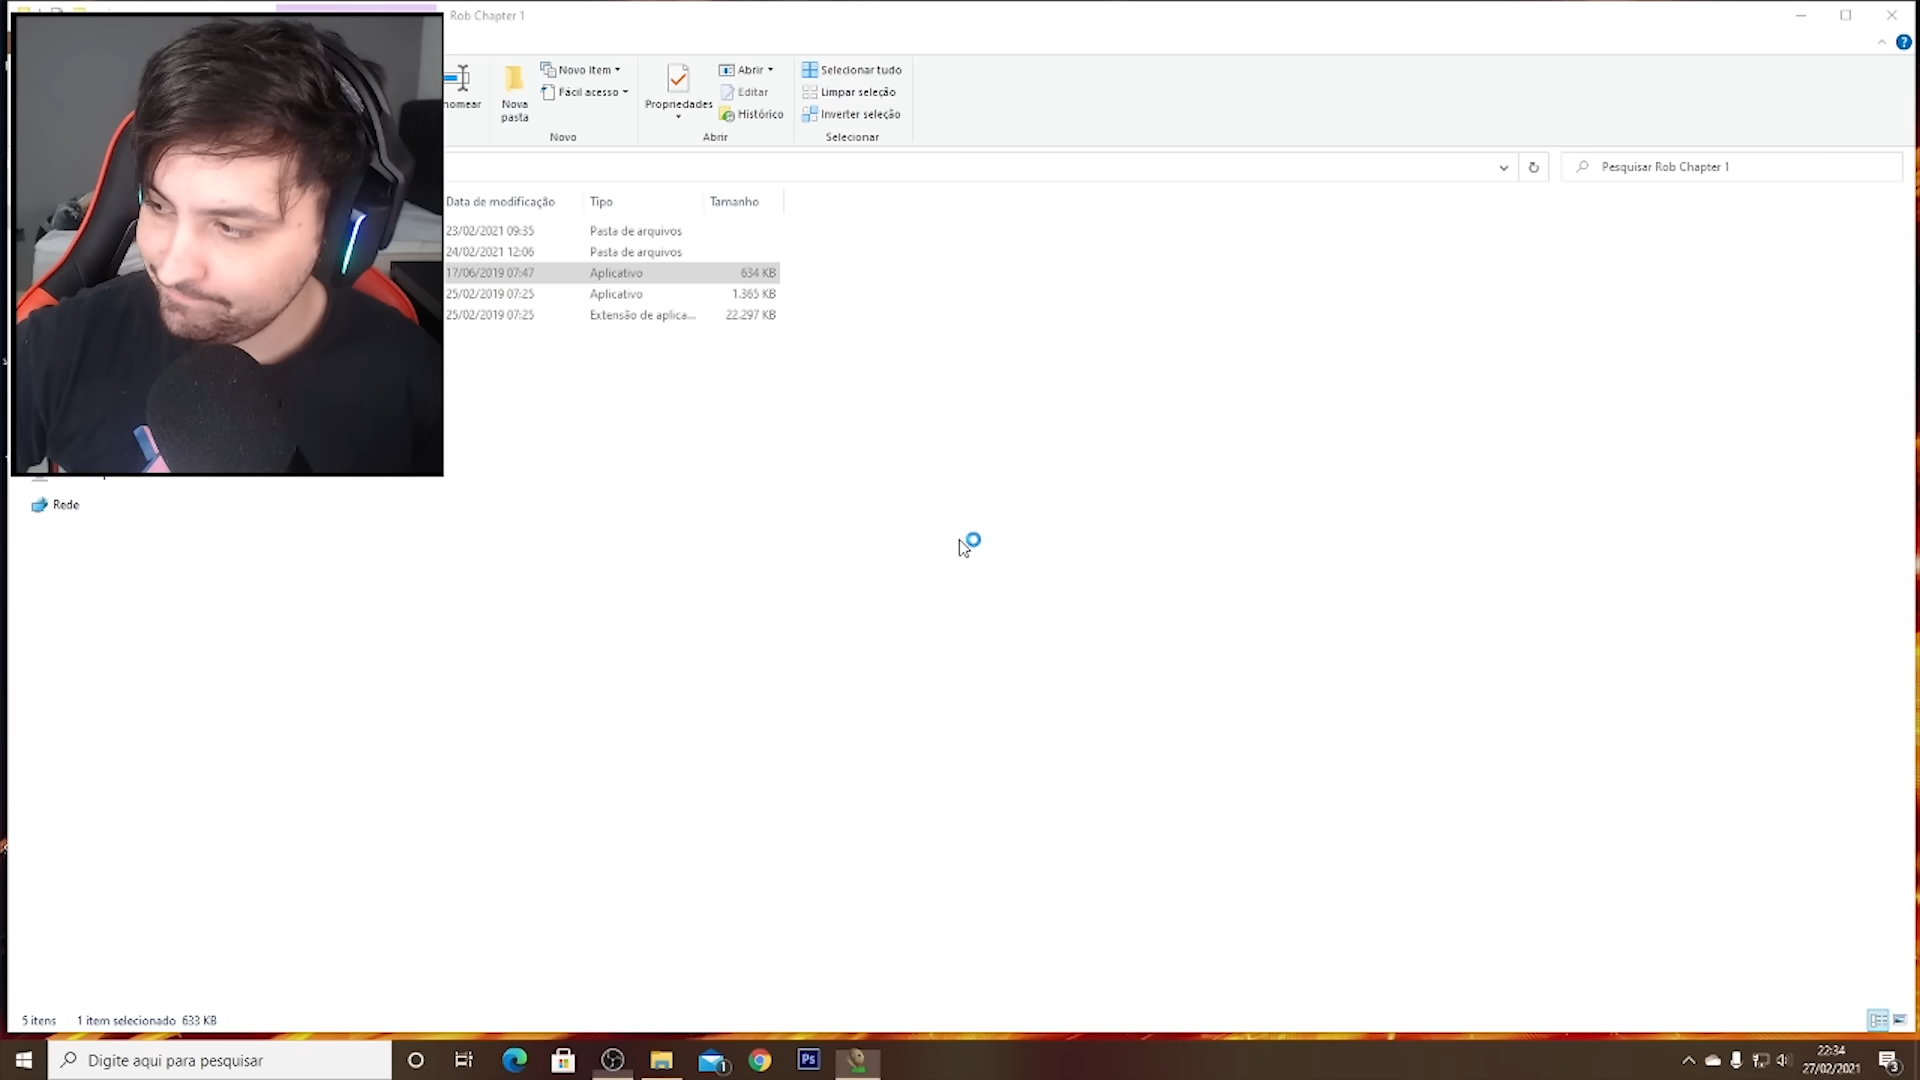 Rob Chapter 1
nomear
Nova pasta
Novo item
Fácil acesso
Novo
Propriedades
Abrir
Editar
Histórico
Abrir
Selecionar tudo
Limpar seleção
Inverter seleção
Selecionar
Pesquisar Rob Chapter 1
Data de modificação Tipo Tamanho
23/02/2021 09:35 Pasta de arquivos
24/02/2021 12:06 Pasta de arquivos
17/06/2019 07:47 Aplicativo 634 KB
25/02/2019 07:25 Aplicativo 1.365 KB
25/02/2019 07:25 Extensão de aplica... 22.297 KB
Rede
5 itens 1 item selecionado 633 KB
Digite aqui para pesquisar
1
Ps
22:34
27/02/2021
3